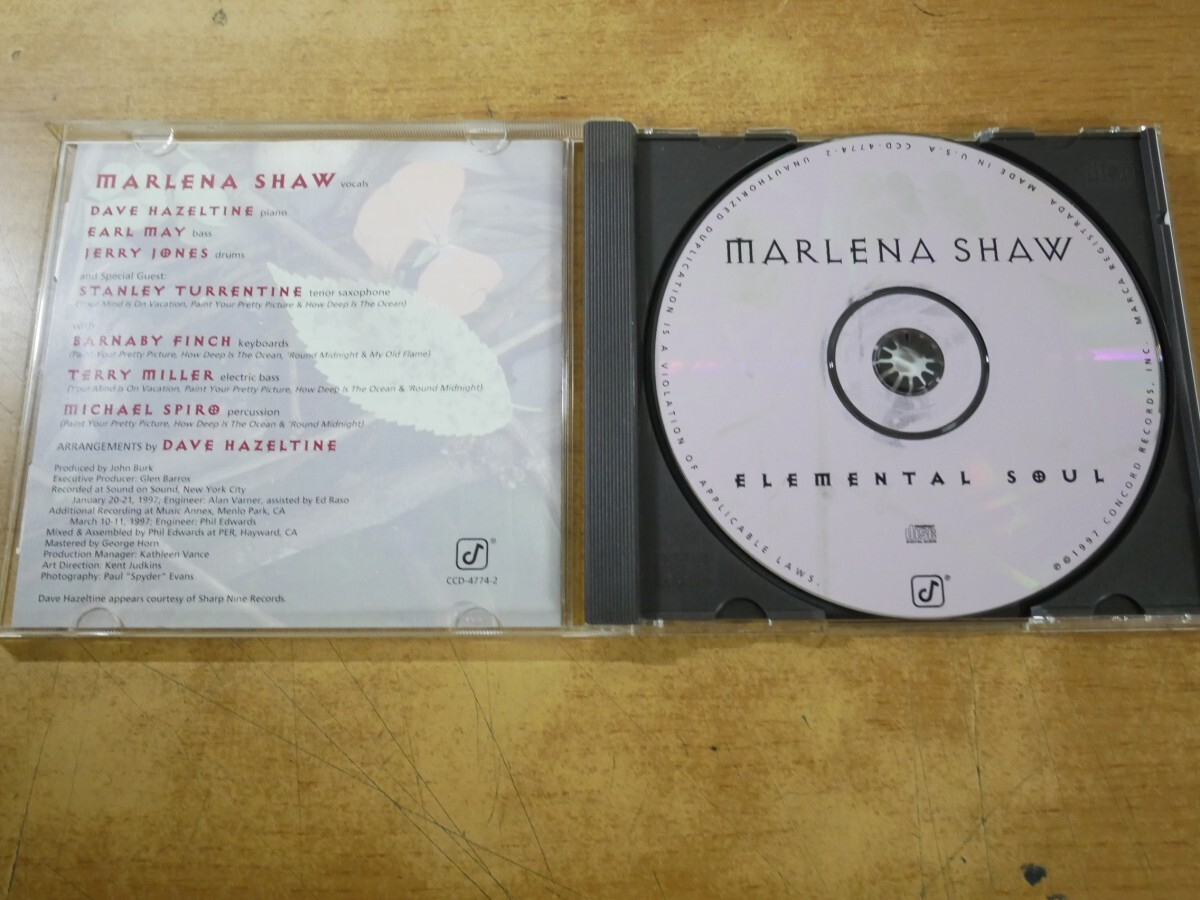 MARLENA SHAW vocals
DAVE HAZELTINE piano
EARL MAY bass
JERRY JONES drums
and Special Guest:
STANLEY TURRENTINE tenor saxophone
(Your Mind Is On Vacation, Paint Your Pretty Picture & How Deep Is The Ocean)
with
BARNABY FINCH keyboards
(Paint Your Pretty Picture, How Deep Is The Ocean, 'Round Midnight & My Old Flame)
TERRY MILLER electric bass
(Your Mind Is On Vacation, Paint Your Pretty Picture, How Deep Is The Ocean & 'Round Midnight)
MICHAEL SPIRO percussion
(Paint Your Pretty Picture, How Deep Is The Ocean & 'Round Midnight)
ARRANGEMENTS by DAVE HAZELTINE
Produced by John Burk
Executive Producer: Glen Barros
Recorded at Sound on Sound, New York City
January 20-21, 1997; Engineer: Alan Varner, assisted by Ed Raso
Additional Recording at Music Annex, Menlo Park, CA
March 10-11, 1997; Engineer: Phil Edwards
Mixed & Assembled by Phil Edwards at PER, Hayward, CA
Mastered by George Horn
Production Manager: Kathleen Vance
Art Direction: Kent Judkins
Photography: Paul "Spyder" Evans
®
CCD-4774-2
Dave Hazeltine appears courtesy of Sharp Nine Records.
MARLENA SHAW
ELEMENTAL SOUL
COMPACT
disc
DIGITAL AUDIO
®
℗©1997 CONCORD RECORDS, INC. MARCA REGISTRADA MADE IN U.S.A CCD-4774-2 UNAUTHORIZED DUPLICATION IS A VIOLATION OF APPLICABLE LAWS.